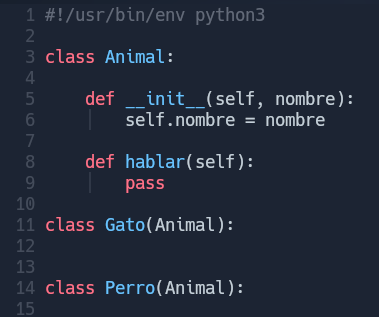 1 #!/usr/bin/env python3
2
3 class Animal:
4
5     def __init__(self, nombre):
6         self.nombre = nombre
7
8     def hablar(self):
9         pass
10
11 class Gato(Animal):
12
13
14 class Perro(Animal):
15